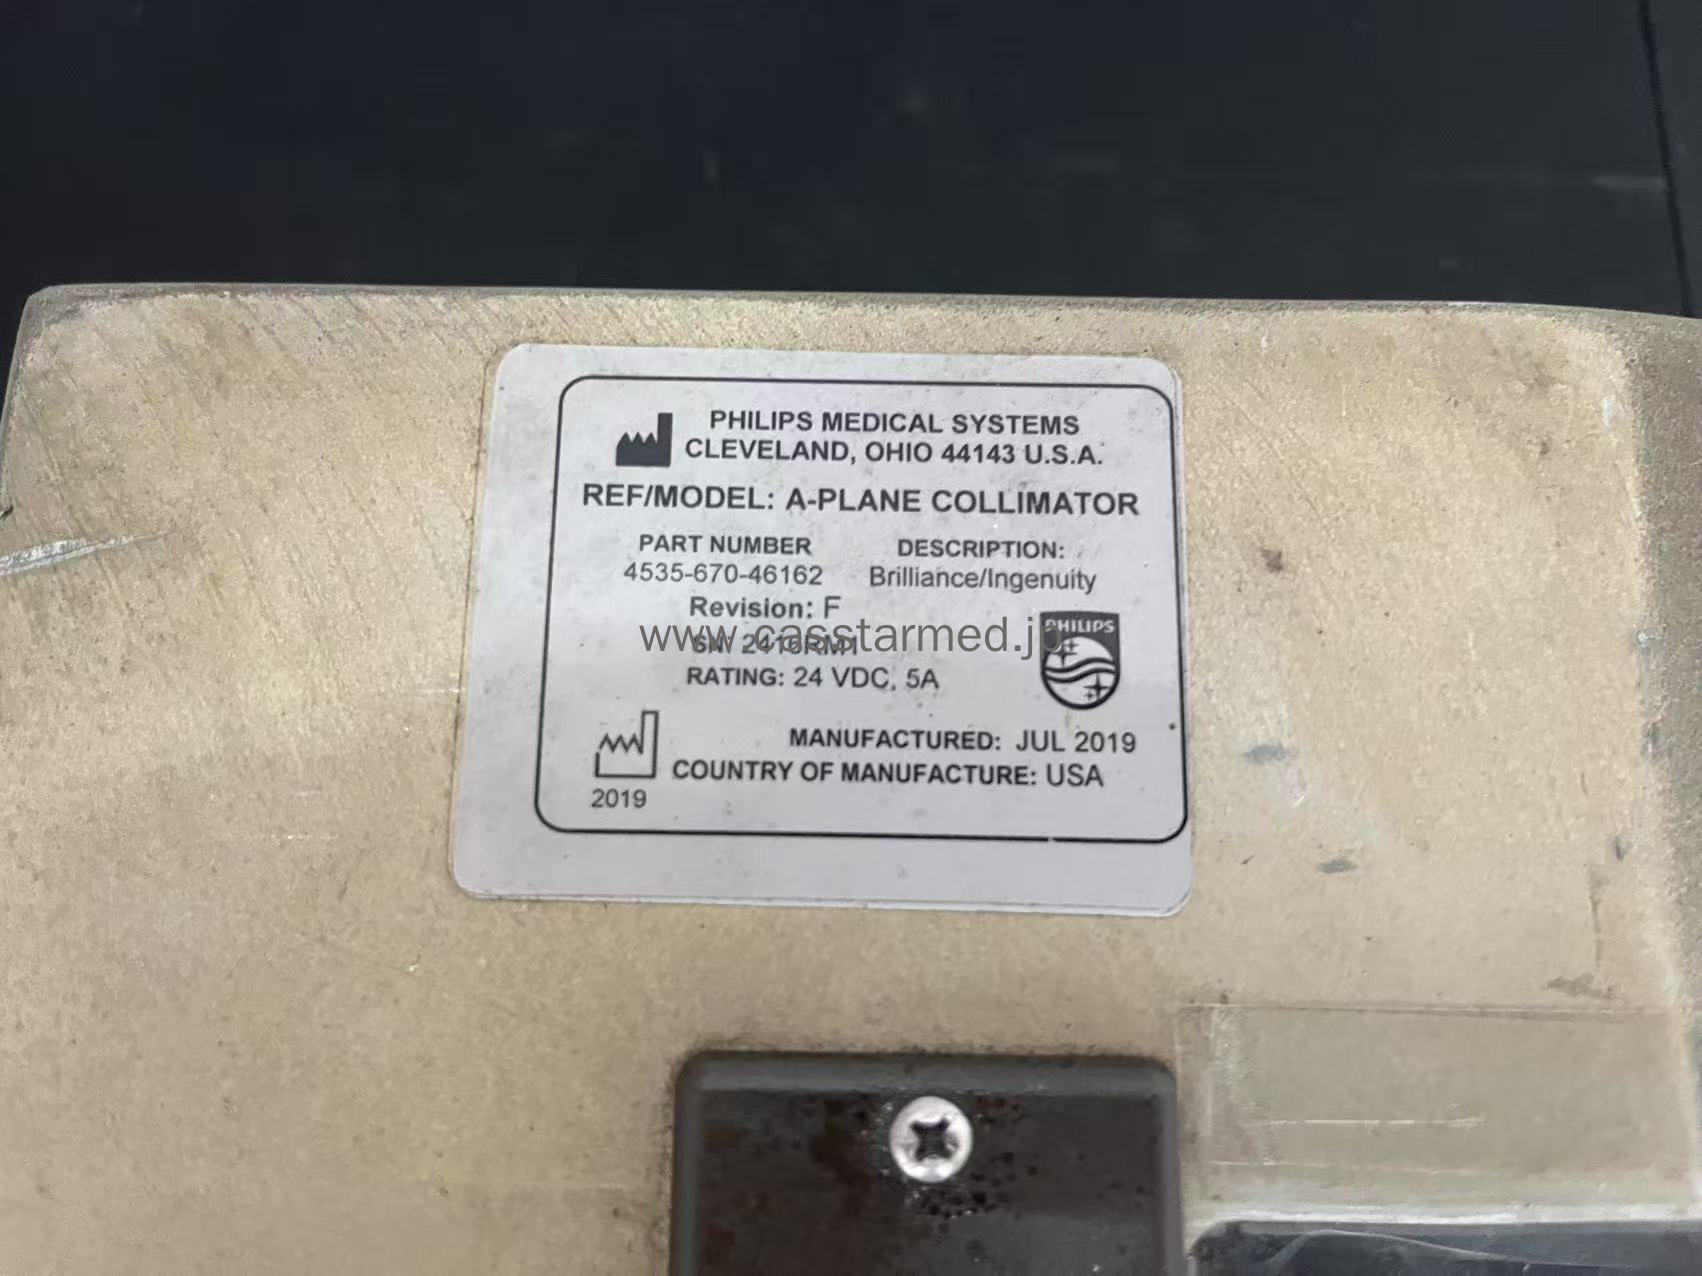 PHILIPS MEDICAL SYSTEMS
CLEVELAND, OHIO 44143 U.S.A.
REF/MODEL: A-PLANE COLLIMATOR
PART NUMBER DESCRIPTION:
4535-670-46162 Brilliance/Ingenuity
Revision: F
PHILIPS
www.casstarmed.jp
SN:
RATING: 24 VDC, 5A
MANUFACTURED: JUL 2019
COUNTRY OF MANUFACTURE: USA
2019